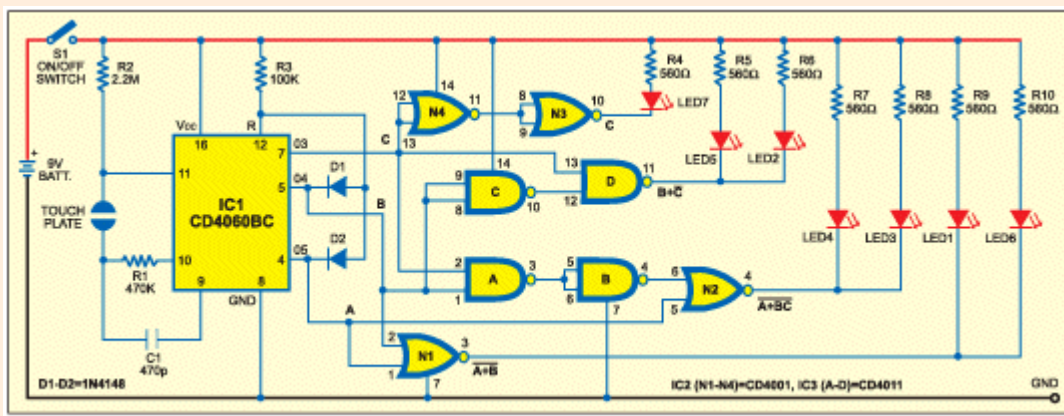 S1
ON/OFF
SWITCH
R2
2.2M
R3
100K
Vcc
R
16
12
03
7
11
04
5
IC1
CD4060BC
05
4
10
9
8
GND
9V
BATT.
TOUCH
PLATE
R1
470K
C1
470p
D1
D2
C
B
A
14
12
N4
11
13
8
N3
10
9
C
14
9
C
10
8
13
D
11
12
B+C̅
2
A
3
1
5
B
4
6
7
6
N2
4
5
A+BC
2
N1
3
1
7
A+B
R4
560Ω
LED7
R5
560Ω
LED5
R6
560Ω
LED2
R7
560Ω
LED4
R8
560Ω
LED3
R9
560Ω
LED1
R10
560Ω
LED6
D1-D2=1N4148
IC2 (N1-N4)=CD4001, IC3 (A-D)=CD4011
GND